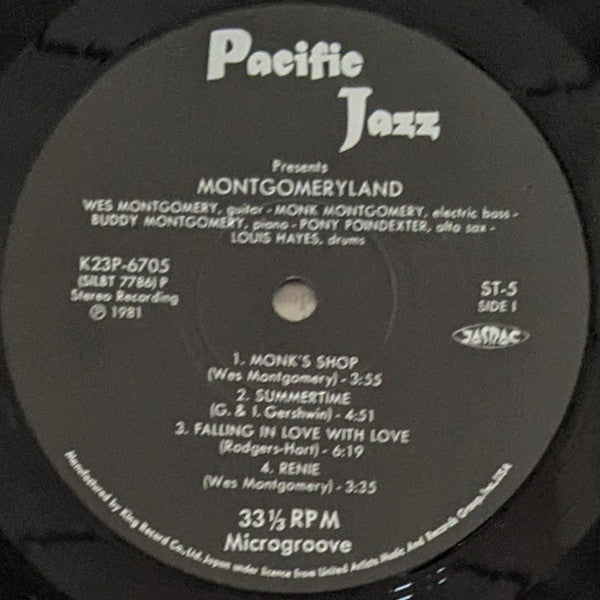 Pacific
Jazz
Presents
MONTGOMERYLAND
WES MONTGOMERY, guitar - MONK MONTGOMERY, electric bass -
BUDDY MONTGOMERY, piano - PONY POINDEXTER, alto sax -
LOUIS HAYES, drums
K23P-6705
(SILBT 7786) P
Stereo Recording
℗ 1981
ST-5
SIDE 1
JASRAC
1. MONK'S SHOP
(Wes Montgomery) - 3:55
2. SUMMERTIME
(G. & I. Gershwin) - 4:51
3. FALLING IN LOVE WITH LOVE
(Rodgers-Hart) - 6:19
4. RENIE
(Wes Montgomery) - 3:35
33⅓ RPM
Microgroove
Manufactured by King Record Co., Ltd. Japan under licence from United Artists Music And Records Group, Inc., USA